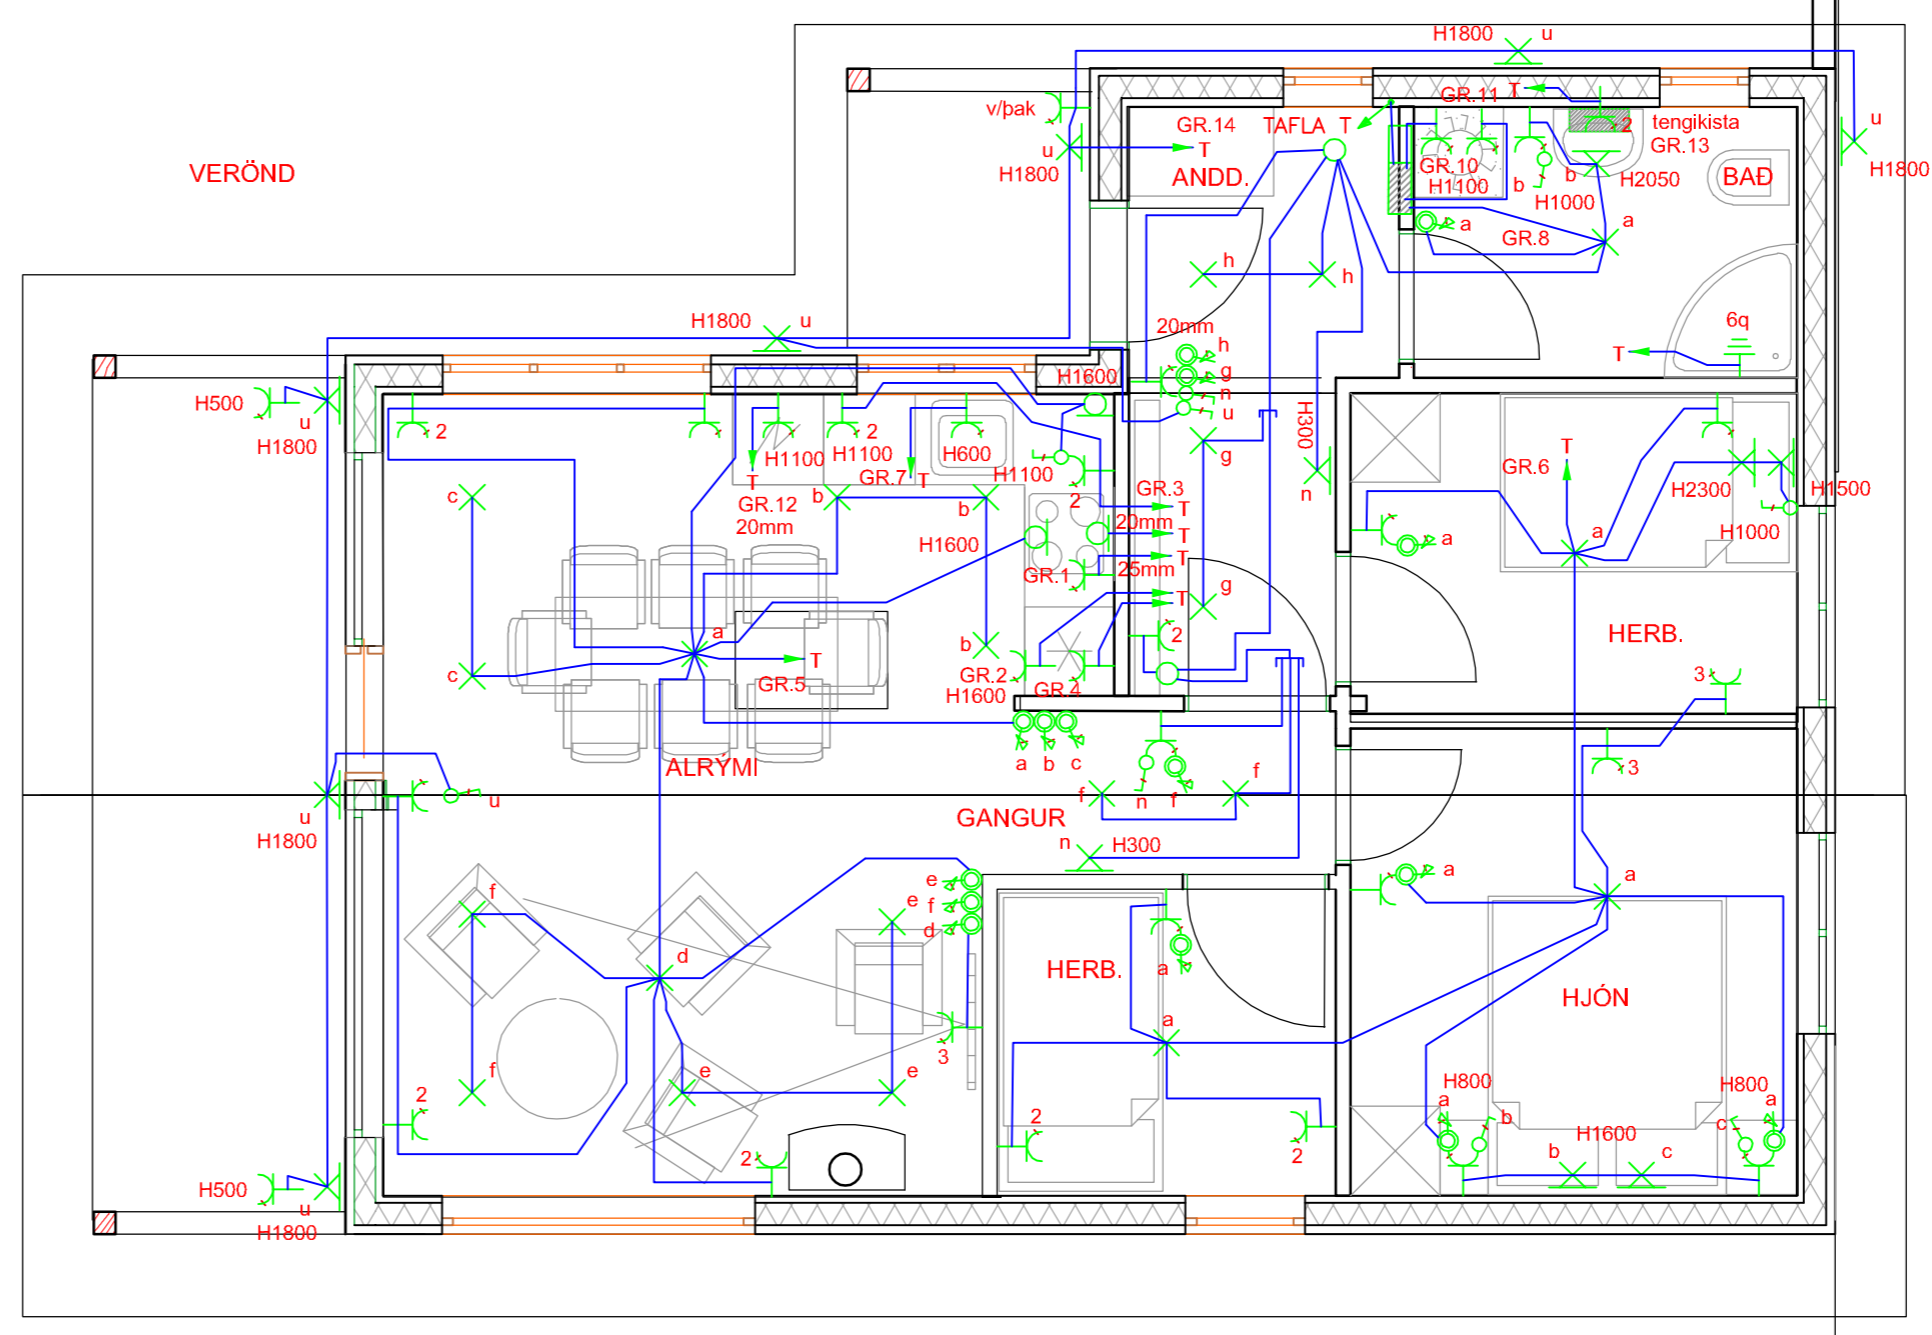 H1800 u
v/þak
GR.14
TAFLA T
GR.11 T
2 tengikista
GR.13
u
H1800
T
u
H1800
ANDD.
GR.10
H1100
b
b
H1000
H2050
BAÐ
VERÖND
a
GR.8
a
h
h
H1800 u
20mm
h
g
n
u
6q
T
H1600
H500
u
H1800
2
H1100
2
H1100
H600
GR.7 T
T
GR.12
20mm
H1100
2
H300
n
g
GR.3
T
20mm
T
T
25mm
T
GR.6
T
H2300
H1500
H1000
a
a
c
b
b
H1600
GR.1
a
T
GR.5
c
b
GR.2
H1600
GR.4
2
g
HERB.
3
3
ALRÝMI
a b c
n f
f
f
u
u
H1800
GANGUR
n H300
a
a
f
e
f
d
e
d
HERB.
a
HJÓN
a
3
f
e
e
2
2
2
2
H800
a
b
H800
a
c
H1600
b
c
H500
u
H1800